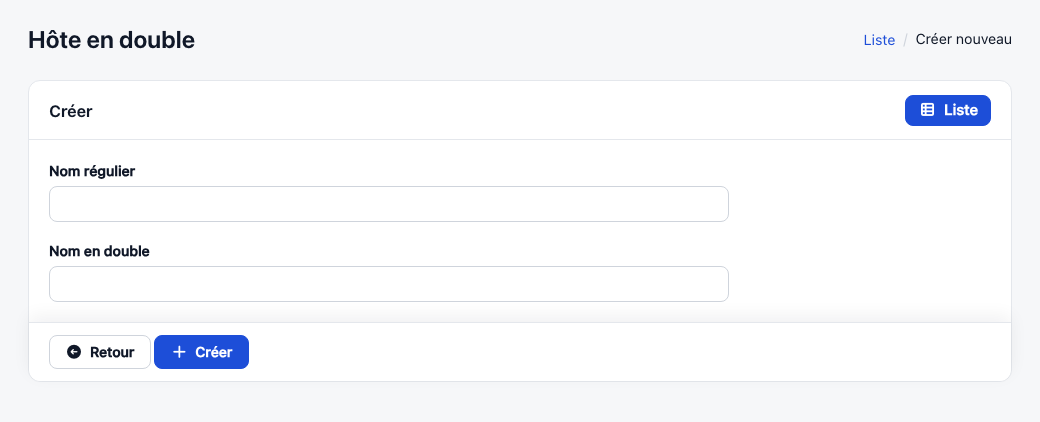 Hôte en double
Liste / Créer nouveau
Créer
Liste
Nom régulier
Nom en double
Retour
Créer